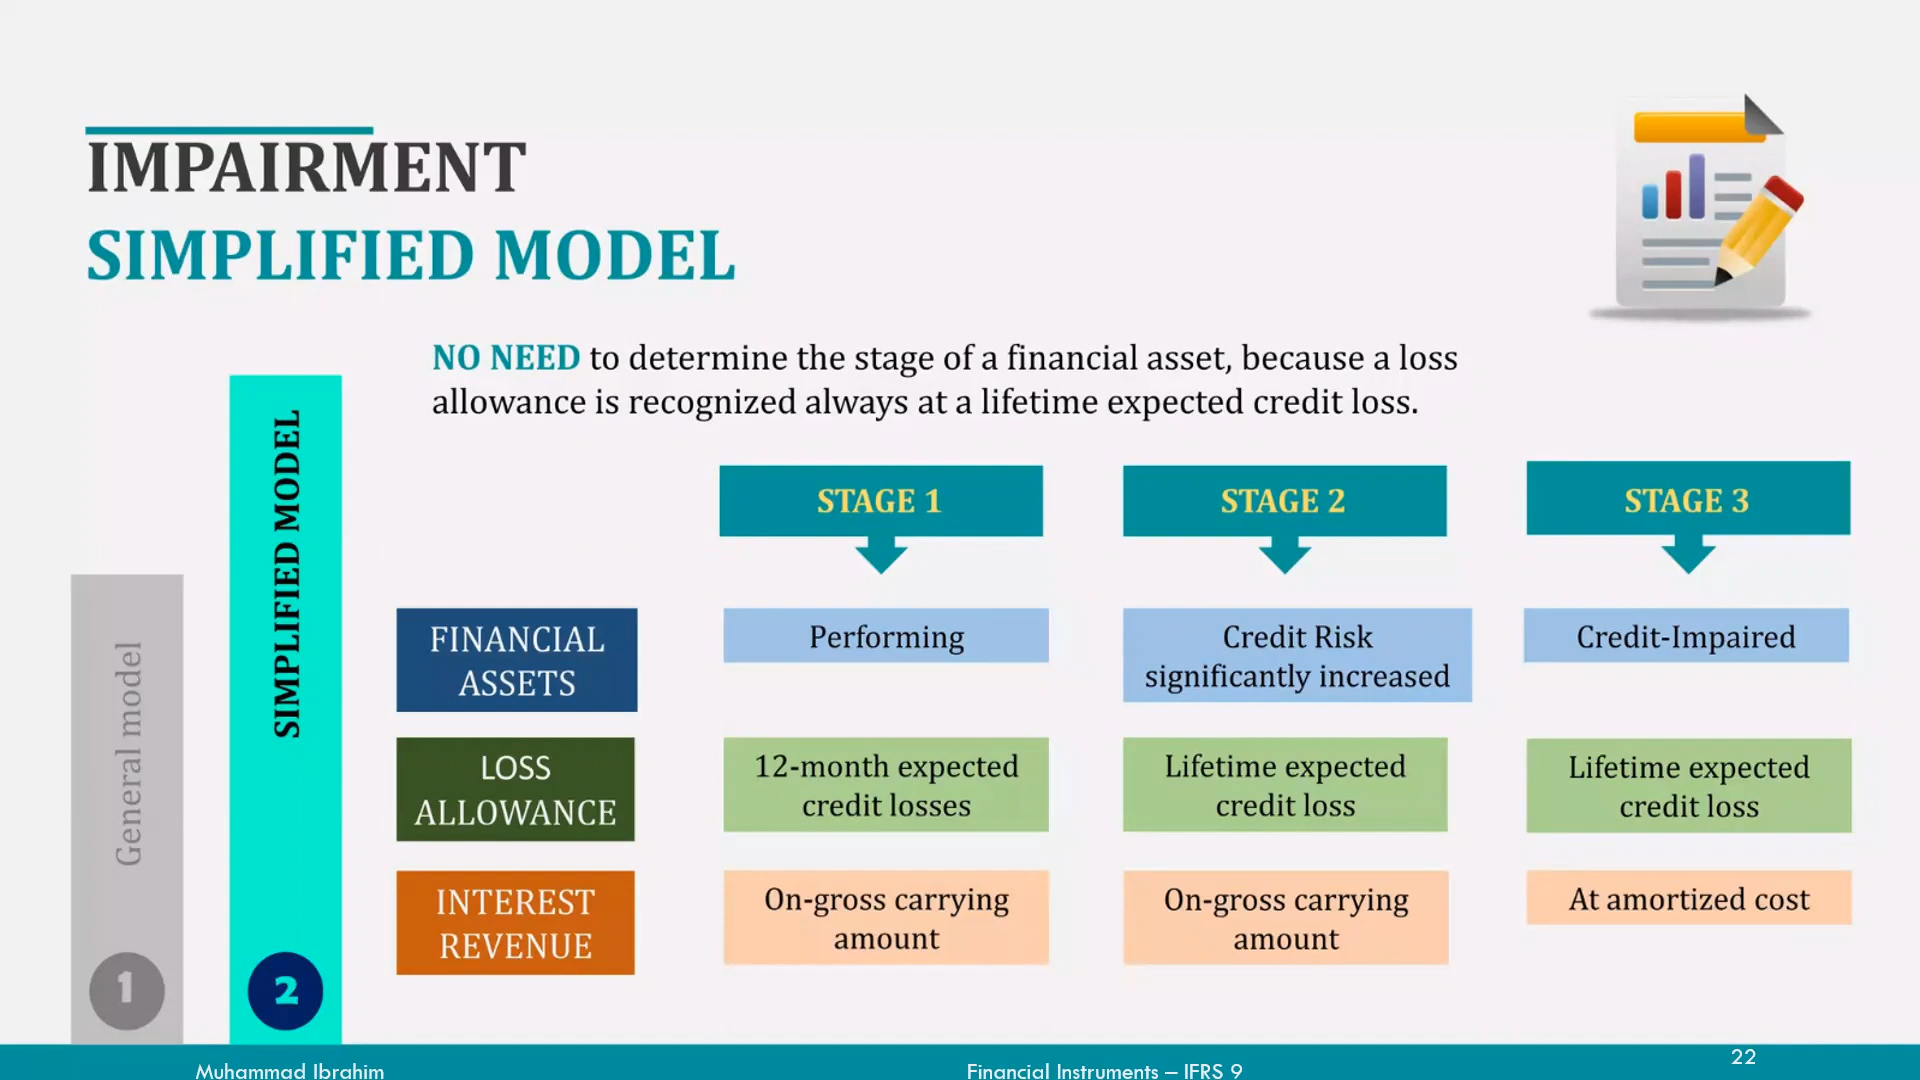 IMPAIRMENT
SIMPLIFIED MODEL
NO NEED to determine the stage of a financial asset, because a loss
allowance is recognized always at a lifetime expected credit loss.
General model
1
SIMPLIFIED MODEL
2
STAGE 1
STAGE 2
STAGE 3
FINANCIAL
ASSETS
Performing
Credit Risk
significantly increased
Credit-Impaired
LOSS
ALLOWANCE
12-month expected
credit losses
Lifetime expected
credit loss
Lifetime expected
credit loss
INTEREST
REVENUE
On-gross carrying
amount
On-gross carrying
amount
At amortized cost
Muhammad Ibrahim
Financial Instruments – IFRS 9
22